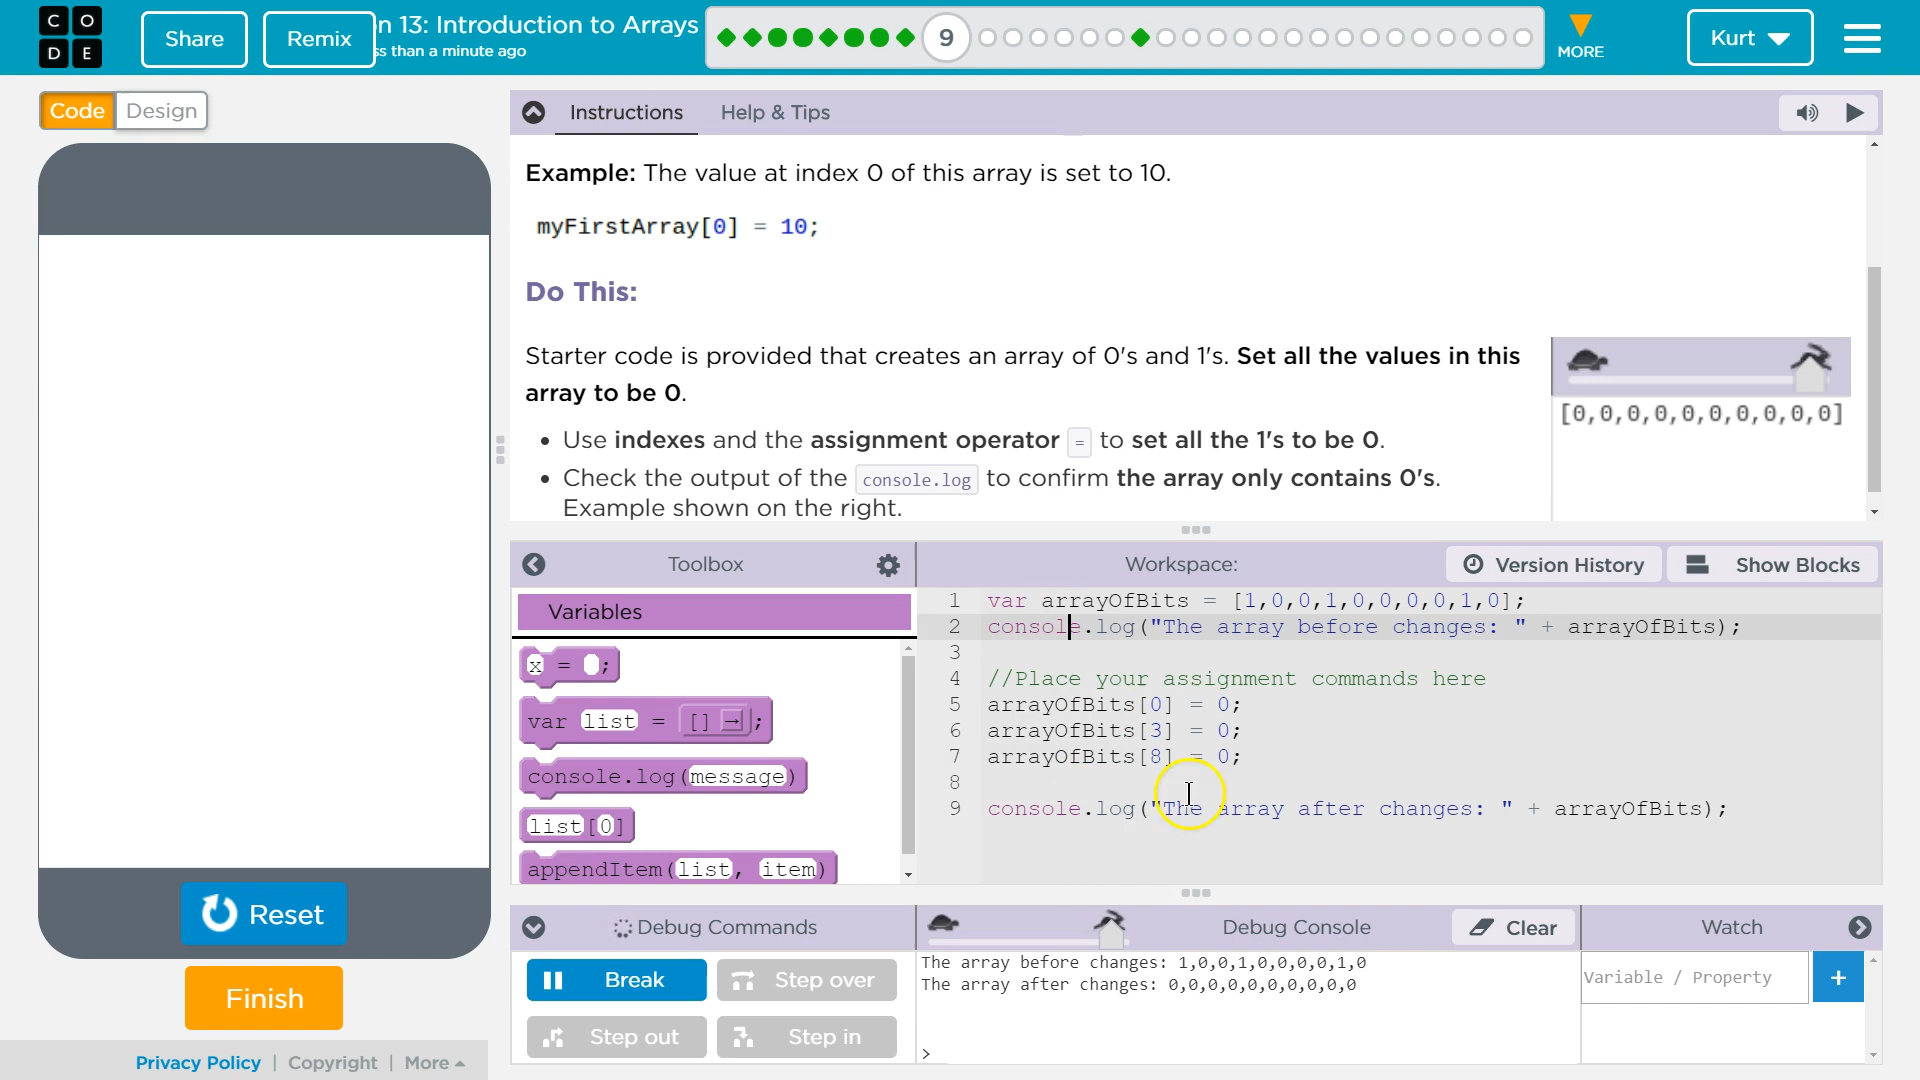 CODE
Share
Remix
n 13: Introduction to Arrays
ss than a minute ago
9
MORE
Kurt
Code
Design
Instructions
Help & Tips
Example: The value at index 0 of this array is set to 10.
myFirstArray[0] = 10;
Do This:
Starter code is provided that creates an array of 0's and 1's. Set all the values in this
array to be 0.
Use indexes and the assignment operator = to set all the 1's to be 0.
Check the output of the console.log to confirm the array only contains 0's.
Example shown on the right.
[0,0,0,0,0,0,0,0,0,0]
Toolbox
Workspace:
Version History
Show Blocks
Variables
x = ;
var list = [] → ;
console.log(message)
list[0]
appendItem(list, item)
1 var arrayOfBits = [1,0,0,1,0,0,0,0,1,0];
2 console.log("The array before changes: " + arrayOfBits);
3
4 //Place your assignment commands here
5 arrayOfBits[0] = 0;
6 arrayOfBits[3] = 0;
7 arrayOfBits[8] = 0;
8
9 console.log("The array after changes: " + arrayOfBits);
Reset
Finish
Debug Commands
Debug Console
Clear
Watch
Break
Step over
Step out
Step in
The array before changes: 1,0,0,1,0,0,0,0,1,0
The array after changes: 0,0,0,0,0,0,0,0,0,0
>
Variable / Property
+
Privacy Policy | Copyright | More